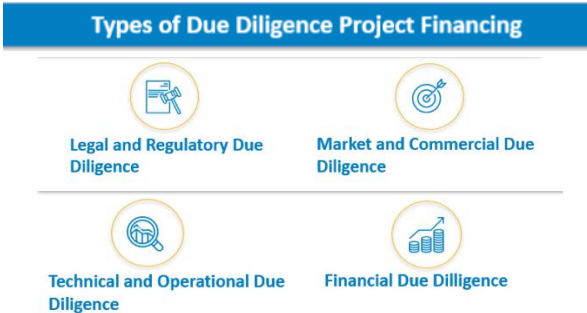 Types of Due Diligence Project Financing
Legal and Regulatory Due
Diligence
Market and Commercial Due
Diligence
Technical and Operational Due
Diligence
Financial Due Dilligence